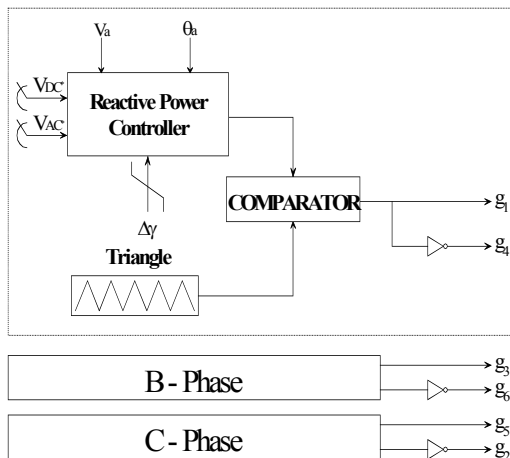 Va θa
VDC*
Reactive Power
Controller
VAC*
COMPARATOR
g1
Δγ
g4
Triangle
B - Phase
g3
g6
C - Phase
g5
g2